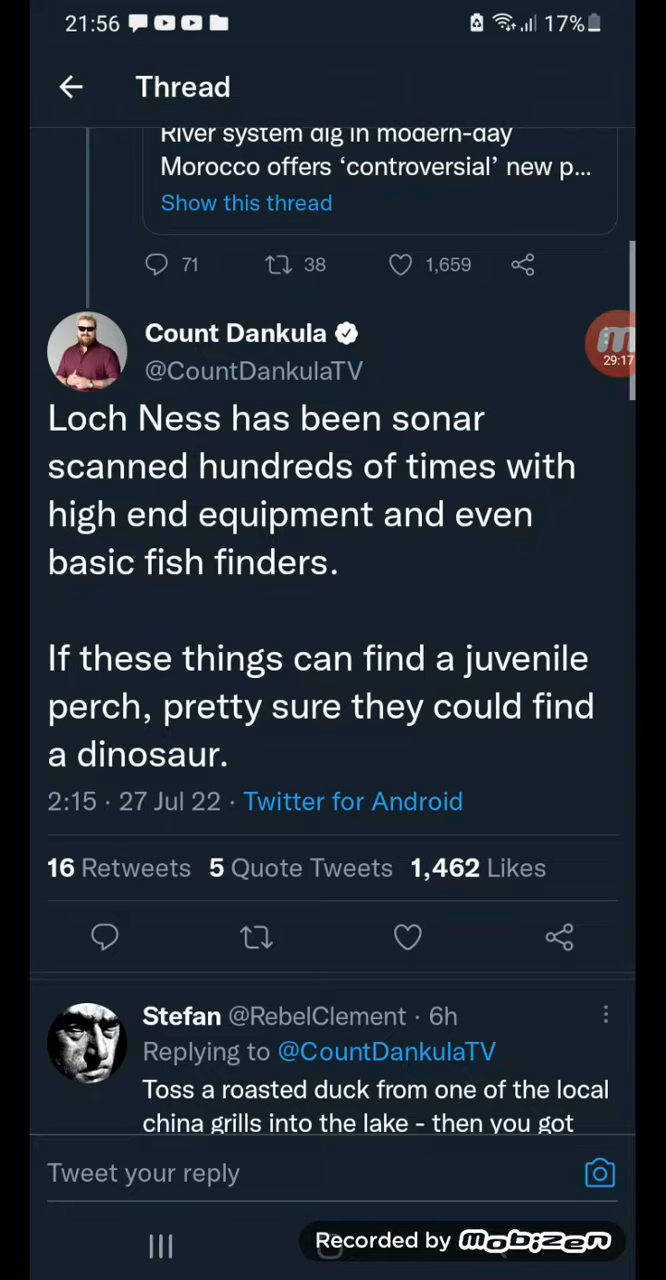 21:56
17%
Thread
River system dig in modern-day
Morocco offers ‘controversial’ new p...
Show this thread
71 38 1,659
Count Dankula
@CountDankulaTV
29:17
Loch Ness has been sonar
scanned hundreds of times with
high end equipment and even
basic fish finders.
If these things can find a juvenile
perch, pretty sure they could find
a dinosaur.
2:15 · 27 Jul 22 · Twitter for Android
16 Retweets 5 Quote Tweets 1,462 Likes
Stefan @RebelClement · 6h
Replying to @CountDankulaTV
Toss a roasted duck from one of the local
china grills into the lake - then you got
Tweet your reply
Recorded by mobizen